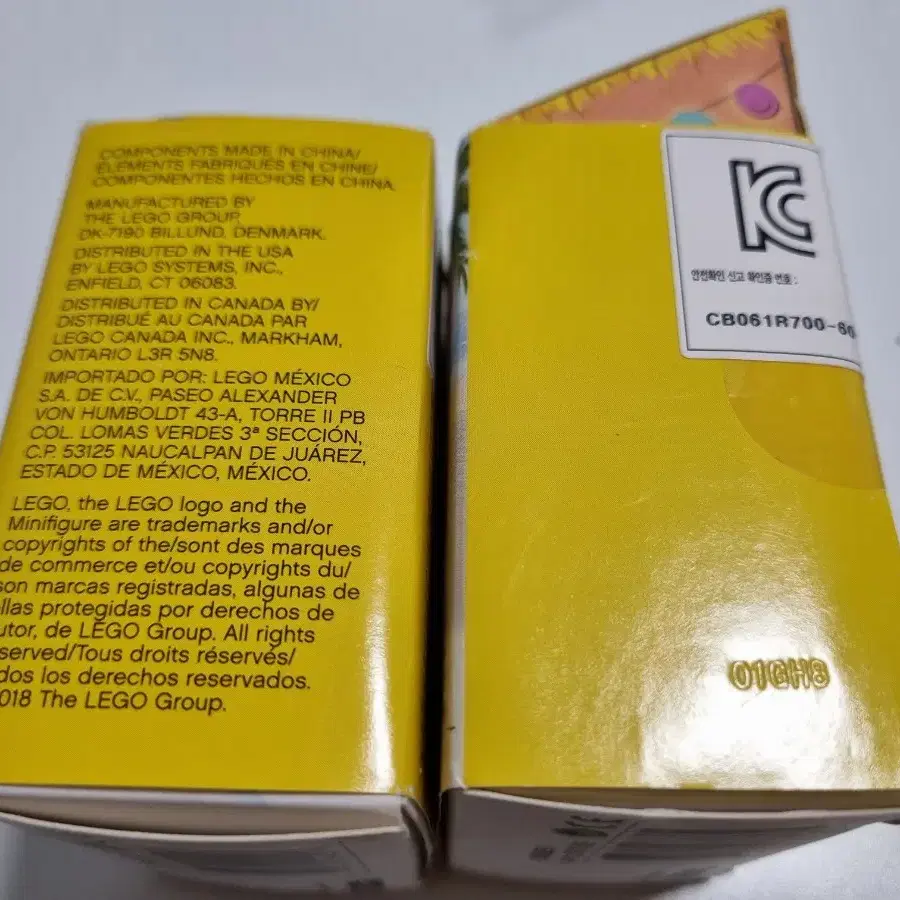 COMPONENTS MADE IN CHINA/
ÉLÉMENTS FABRIQUÉS EN CHINE/
COMPONENTES HECHOS EN CHINA.
MANUFACTURED BY
THE LEGO GROUP,
DK-7190 BILLUND, DENMARK.
DISTRIBUTED IN THE USA
BY LEGO SYSTEMS, INC.,
ENFIELD, CT 06083.
DISTRIBUTED IN CANADA BY/
DISTRIBUÉ AU CANADA PAR
LEGO CANADA INC., MARKHAM,
ONTARIO L3R 5N8.
IMPORTADO POR: LEGO MÉXICO
S.A. DE C.V., PASEO ALEXANDER
VON HUMBOLDT 43-A, TORRE II PB
COL. LOMAS VERDES 3ª SECCIÓN,
C.P. 53125 NAUCALPAN DE JUÁREZ,
ESTADO DE MÉXICO, MÉXICO.
LEGO, the LEGO logo and the
Minifigure are trademarks and/or
copyrights of the/sont des marques
de commerce et/ou copyrights du/
son marcas registradas, algunas de
llas protegidas por derechos de
utor, de LEGO Group. All rights
served/Tous droits réservés/
dos los derechos reservados.
018 The LEGO Group.
KC
안전확인 신고 확인증 번호 :
CB061R700-60
01GH8